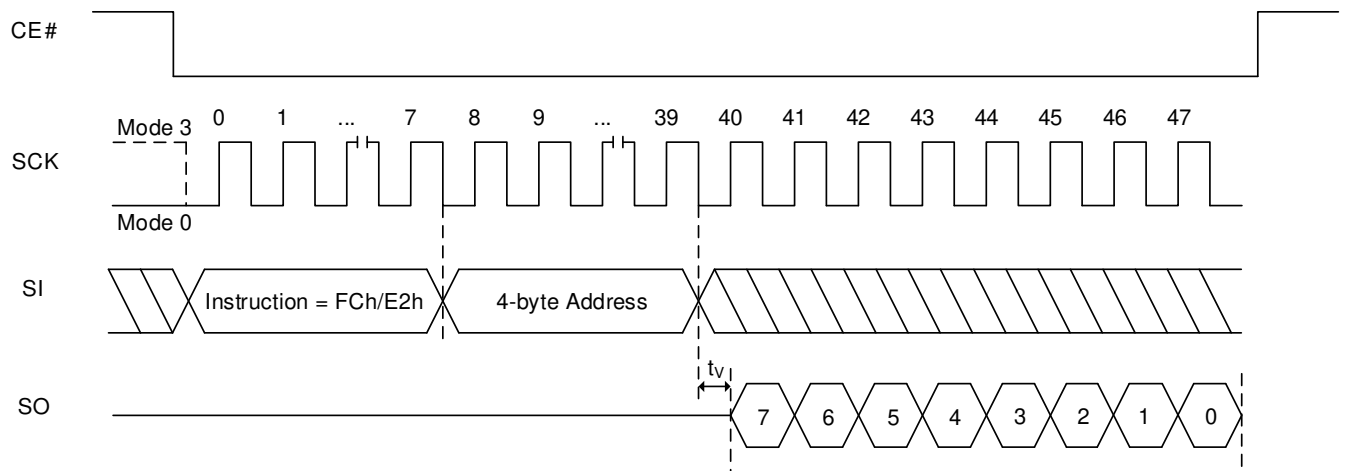 CE#
Mode 3 0 1 ... 7 8 9 ... 39 40 41 42 43 44 45 46 47
SCK
Mode 0
SI Instruction = FCh/E2h 4-byte Address
tV
SO 7 6 5 4 3 2 1 0